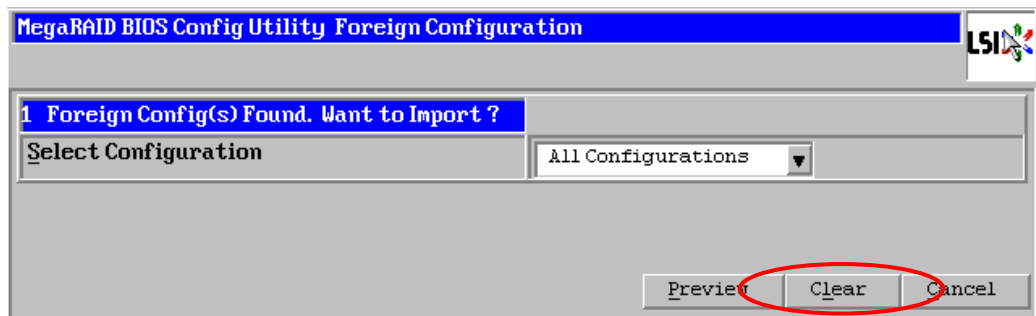 MegaRAID BIOS Config Utility Foreign Configuration
LSI
1 Foreign Config(s) Found. Want to Import ?
Select Configuration All Configurations
Preview Clear Cancel